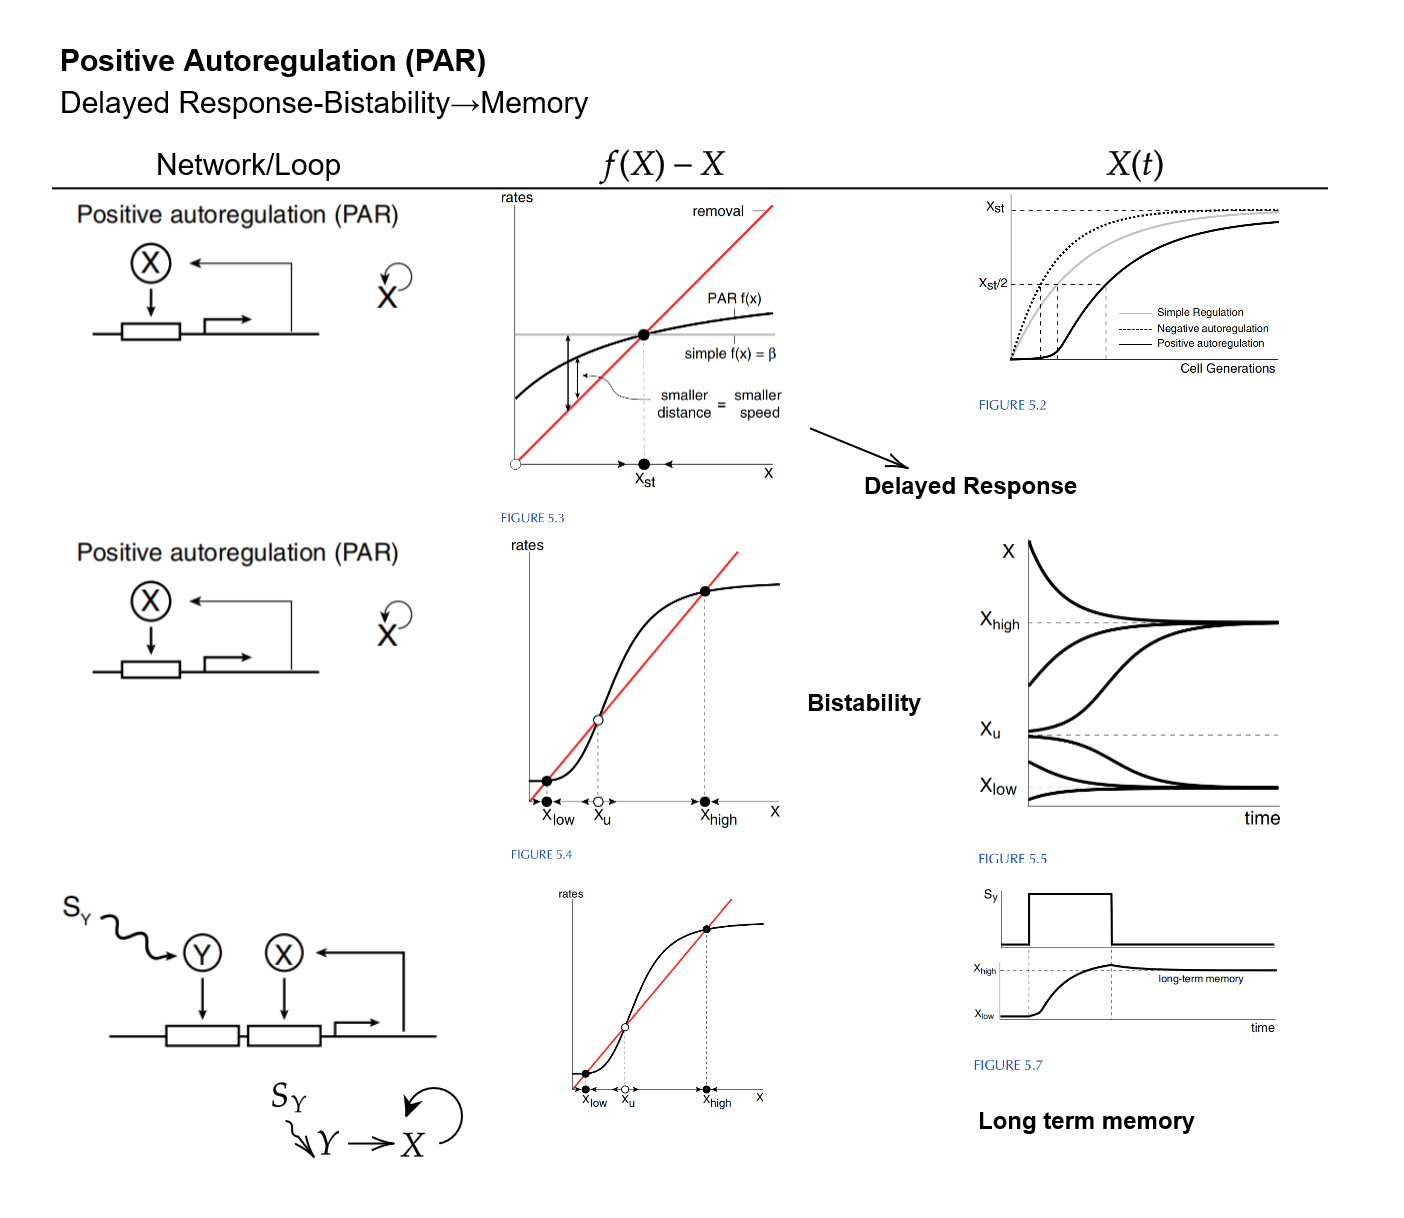 Positive Autoregulation (PAR)
Delayed Response-Bistability→Memory
Network/Loop
f(X) – X
X(t)
Positive autoregulation (PAR)
X
X
rates
removal
PAR f(x)
simple f(x) = β
smaller distance = smaller speed
Xst
X
FIGURE 5.3
Xst
Xst/2
Simple Regulation
Negative autoregulation
Positive autoregulation
Cell Generations
FIGURE 5.2
Delayed Response
Positive autoregulation (PAR)
X
X
rates
Xlow
Xu
Xhigh
X
FIGURE 5.4
Bistability
X
Xhigh
Xu
Xlow
time
FIGURE 5.5
SY
Y
X
SY
Y
X
rates
Xlow
Xu
Xhigh
X
Sy
Xhigh
long-term memory
Xlow
time
FIGURE 5.7
Long term memory